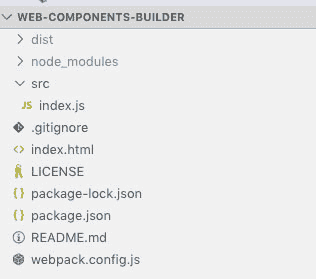 WEB-COMPONENTS-BUILDER
dist
node_modules
src
JS index.js
.gitignore
<> index.html
LICENSE
{} package-lock.json
{} package.json
README.md
webpack.config.js